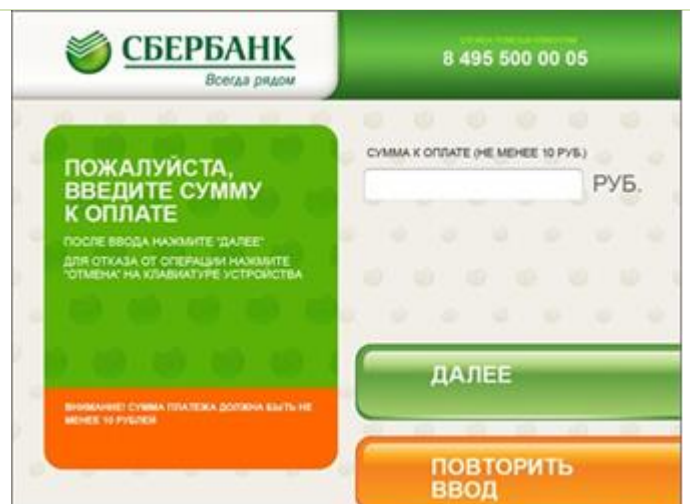 СБЕРБАНК
Всегда рядом
8 495 500 00 05
ПОЖАЛУЙСТА,
ВВЕДИТЕ СУММУ
К ОПЛАТЕ
ПОСЛЕ ВВОДА НАЖМИТЕ "ДАЛЕЕ"
ДЛЯ ОТКАЗА ОТ ОПЕРАЦИИ НАЖМИТЕ
"ОТМЕНА" НА КЛАВИАТУРЕ УСТРОЙСТВА
ВНИМАНИЕ! СУММА ПЛАТЕЖА ДОЛЖНА БЫТЬ НЕ
МЕНЕЕ 10 РУБЛЕЙ
СУММА К ОПЛАТЕ (НЕ МЕНЕЕ 10 РУБ.)
РУБ.
ДАЛЕЕ
ПОВТОРИТЬ
ВВОД